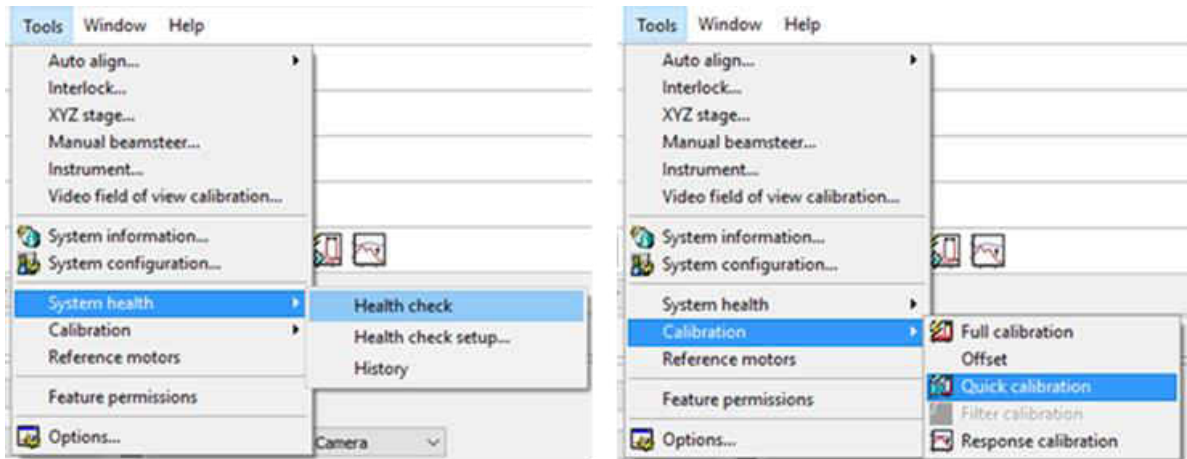 Tools Window Help
Auto align...
Interlock...
XYZ stage...
Manual beamsteer...
Instrument...
Video field of view calibration...
System information...
System configuration...
System health
Calibration
Reference motors
Feature permissions
Options...
Health check
Health check setup...
History
Camera
Tools Window Help
Auto align...
Interlock...
XYZ stage...
Manual beamsteer...
Instrument...
Video field of view calibration...
System information...
System configuration...
System health
Calibration
Reference motors
Feature permissions
Options...
Full calibration
Offset
Quick calibration
Filter calibration
Response calibration